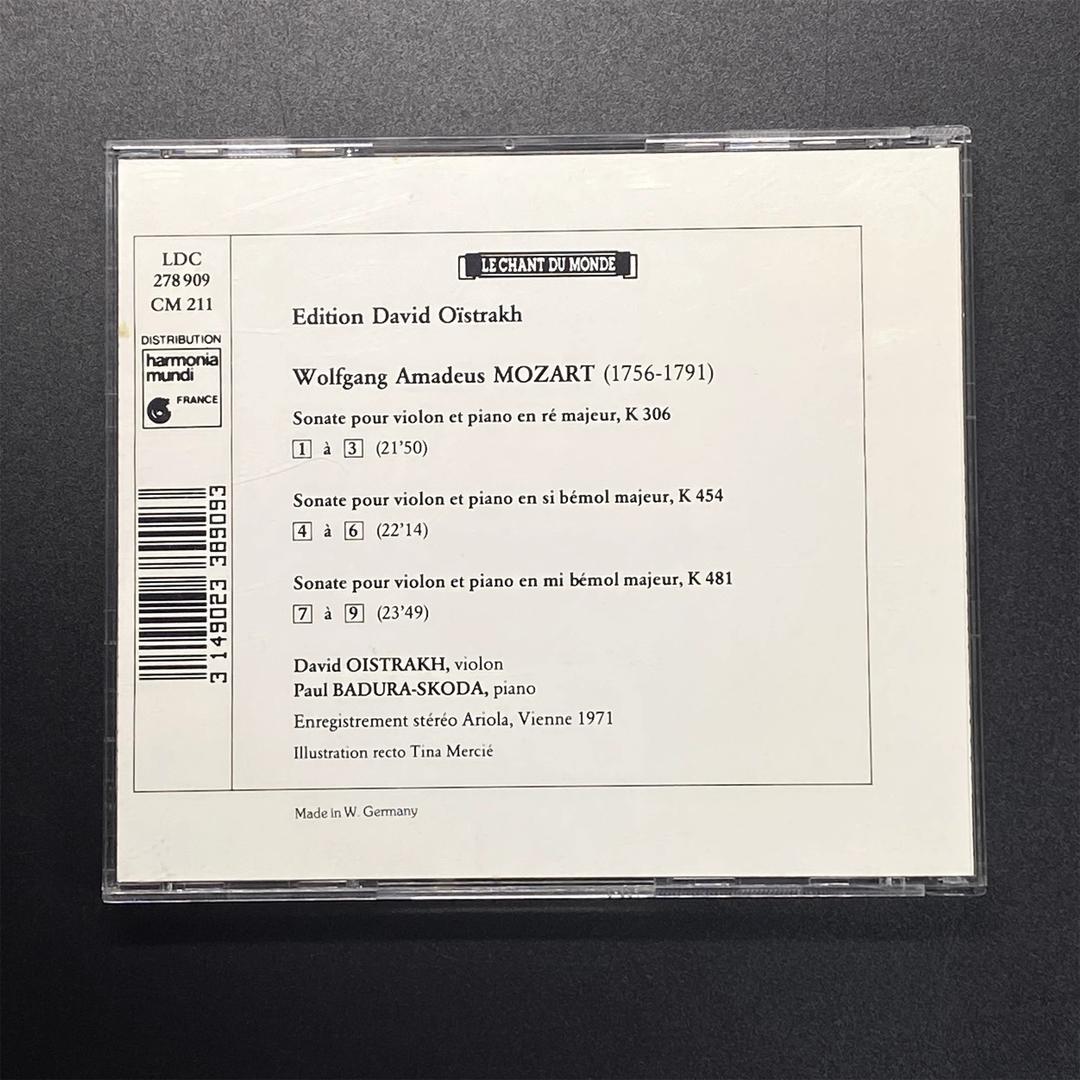 LDC
278909
CM 211
DISTRIBUTION
harmonia
mundi
FRANCE
3 149023 389093
LE CHANT DU MONDE
Edition David Oïstrakh
Wolfgang Amadeus MOZART (1756-1791)
Sonate pour violon et piano en ré majeur, K 306
1 à 3 (21'50)
Sonate pour violon et piano en si bémol majeur, K 454
4 à 6 (22'14)
Sonate pour violon et piano en mi bémol majeur, K 481
7 à 9 (23'49)
David OISTRAKH, violon
Paul BADURA-SKODA, piano
Enregistrement stéréo Ariola, Vienne 1971
Illustration recto Tina Mercié
Made in W. Germany